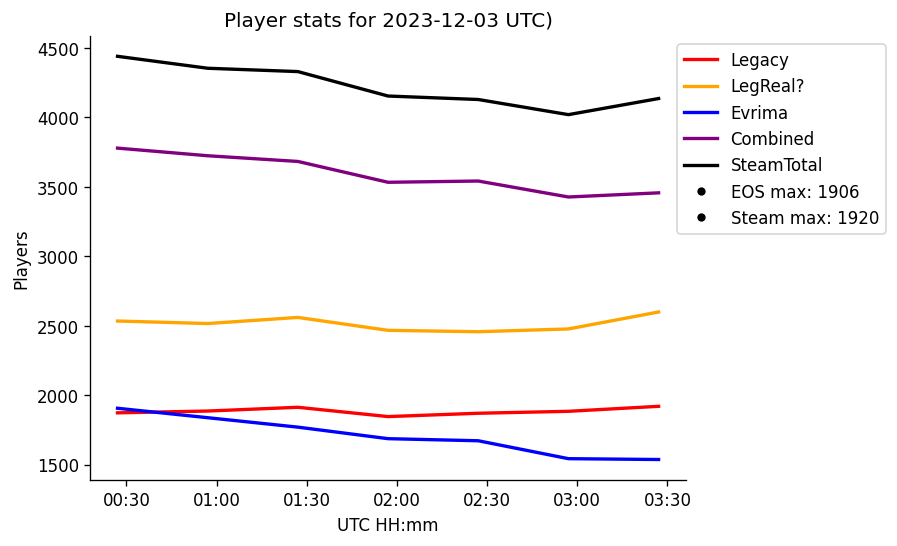 Player stats for 2023-12-03 UTC)
4500
4000
3500
3000
2500
2000
1500
Players
00:30 01:00 01:30 02:00 02:30 03:00 03:30
UTC HH:mm
Legacy
LegReal?
Evrima
Combined
SteamTotal
EOS max: 1906
Steam max: 1920